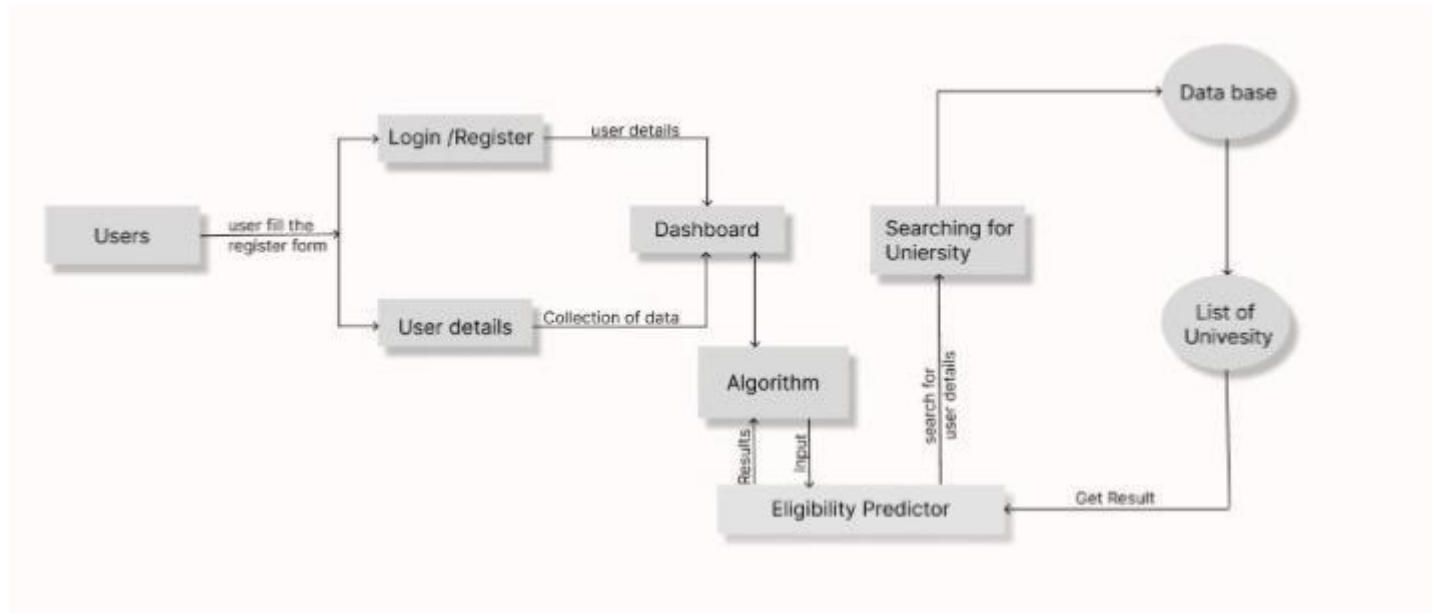 Users
user fill the
register form
Login /Register
user details
User details
Collection of data
Dashboard
Algorithm
Results
Input
Eligibility Predictor
search for
user details
Searching for
Uniersity
Data base
List of
Univesity
Get Result